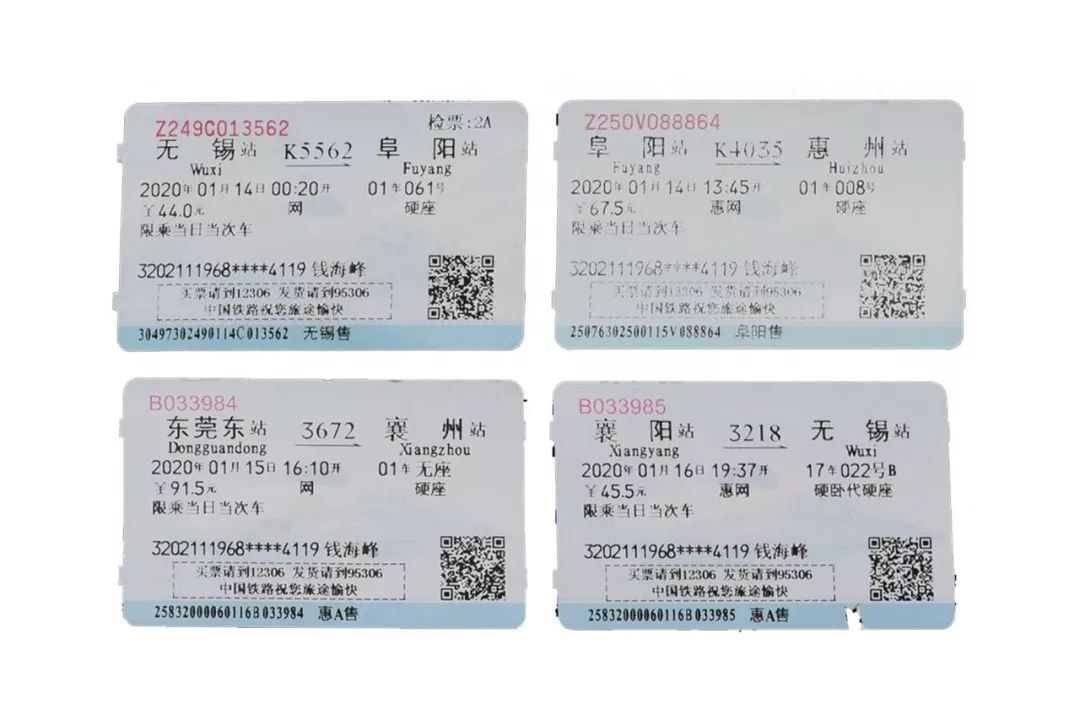 Z249C013562 检票:2A
无锡站 K5562 阜阳站
Wuxi Fuyang
2020年01月14日00:20开 01车061号
￥44.0元 网 硬座
限乘当日当次车
3202111968****4119 钱海峰
买票请到12306 发货请到95306
中国铁路祝您旅途愉快
30497302490114C013562 无锡售
Z250V088864
阜阳站 K4035 惠州站
Fuyang Huizhou
2020年01月14日13:45开 01车008号
￥67.5元 惠网 硬座
限乘当日当次车
3202111968****4119 钱海峰
买票请到12306 发货请到95306
中国铁路祝您旅途愉快
25076302500115V088864 阜阳售
B033984
东莞东站 3672 襄州站
Dongguandong Xiangzhou
2020年01月15日16:10开 01车无座
￥91.5元 网 硬座
限乘当日当次车
3202111968****4119 钱海峰
买票请到12306 发货请到95306
中国铁路祝您旅途愉快
25832000060116B033984 惠A售
B033985
襄阳站 3218 无锡站
Xiangyang Wuxi
2020年01月16日19:37开 17车022号B
￥45.5元 惠网 硬卧代硬座
限乘当日当次车
3202111968****4119 钱海峰
买票请到12306 发货请到95306
中国铁路祝您旅途愉快
25832000060116B033985 惠A售